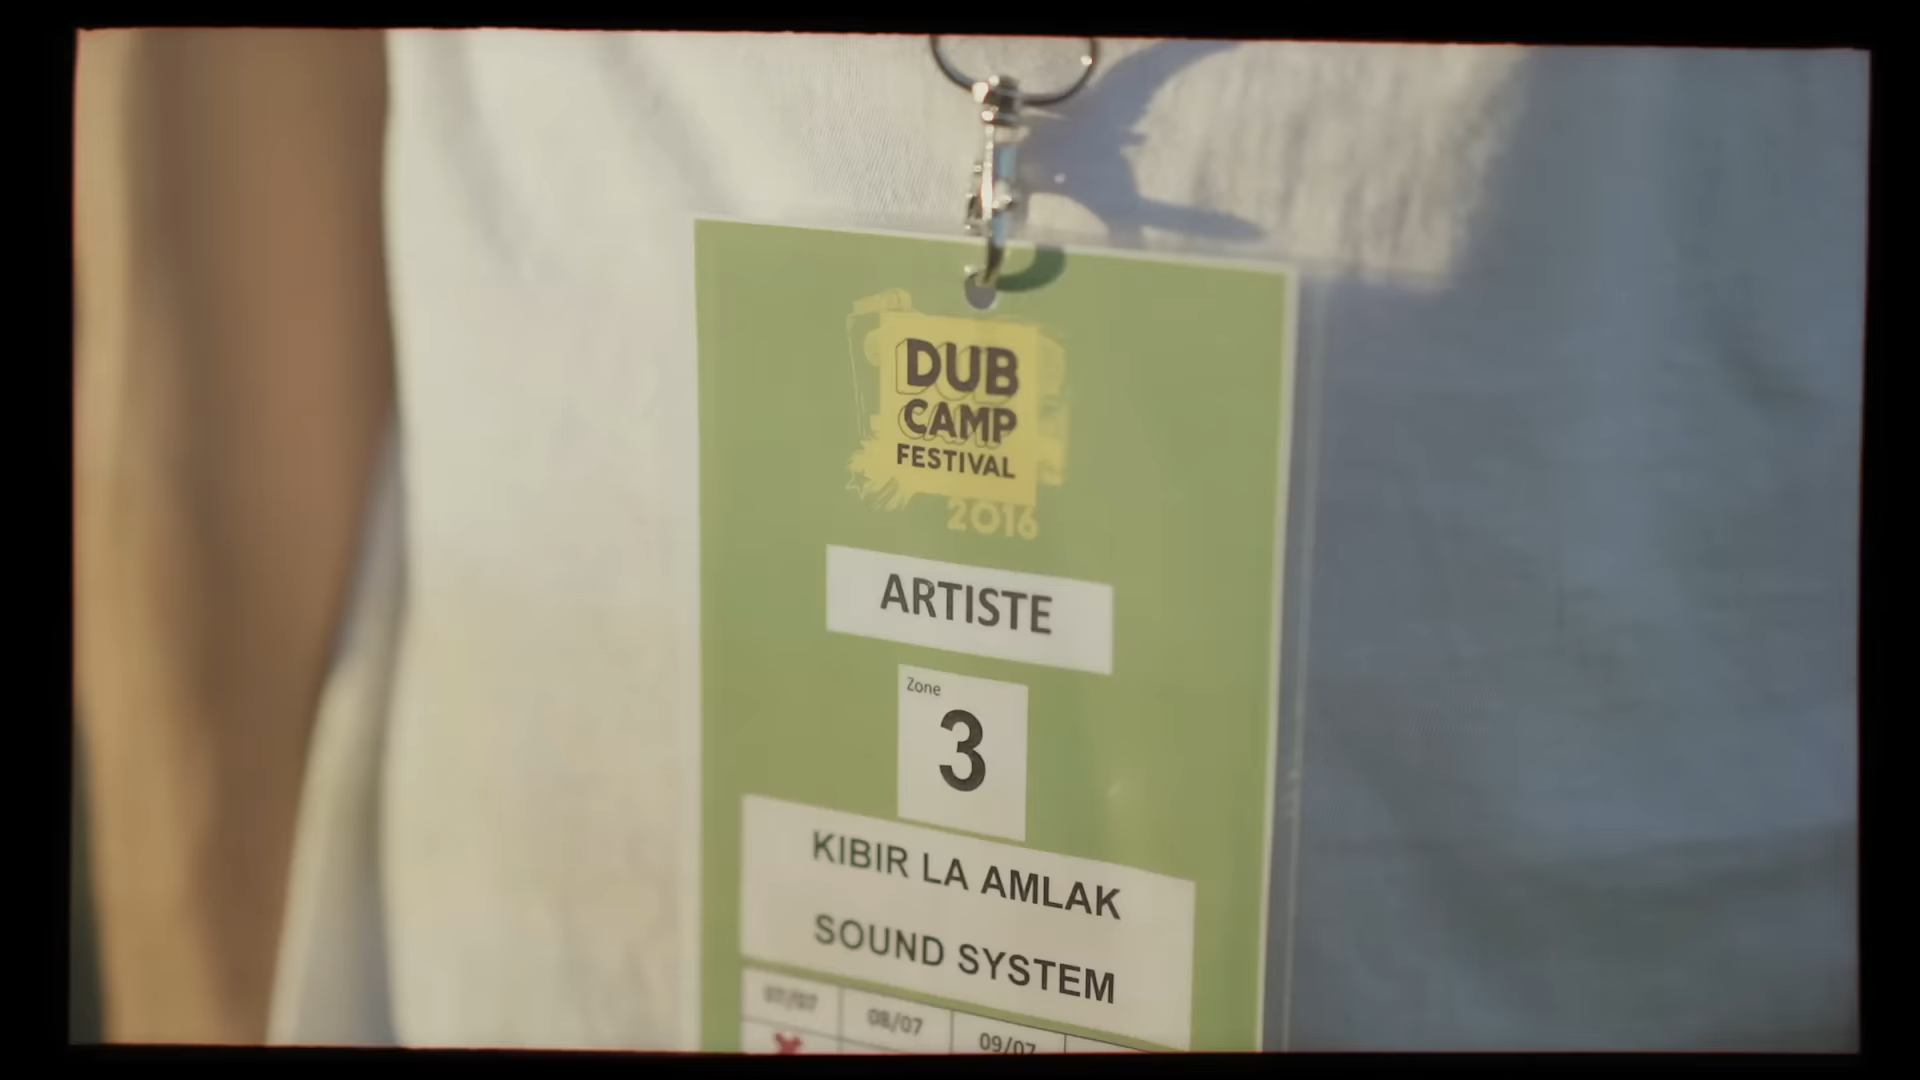 DUB
CAMP
FESTIVAL
2016
ARTISTE
Zone
3
KIBIR LA AMLAK
SOUND SYSTEM
07/07 08/07 09/07